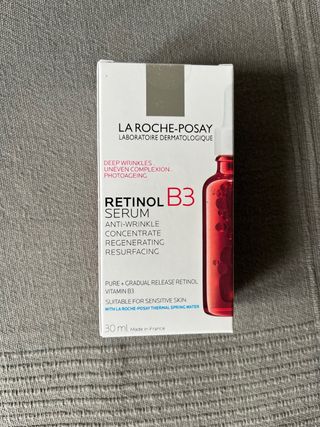 LA ROCHE-POSAY
LABORATOIRE DERMATOLOGIQUE
DEEP WRINKLES
UNEVEN COMPLEXION
PHOTOAGEING
RETINOL B3
SERUM
ANTI-WRINKLE
CONCENTRATE
REGENERATING
RESURFACING
PURE + GRADUAL RELEASE RETINOL
VITAMIN B3
SUITABLE FOR SENSITIVE SKIN
WITH LA ROCHE-POSAY THERMAL SPRING WATER
30 ml Made in France